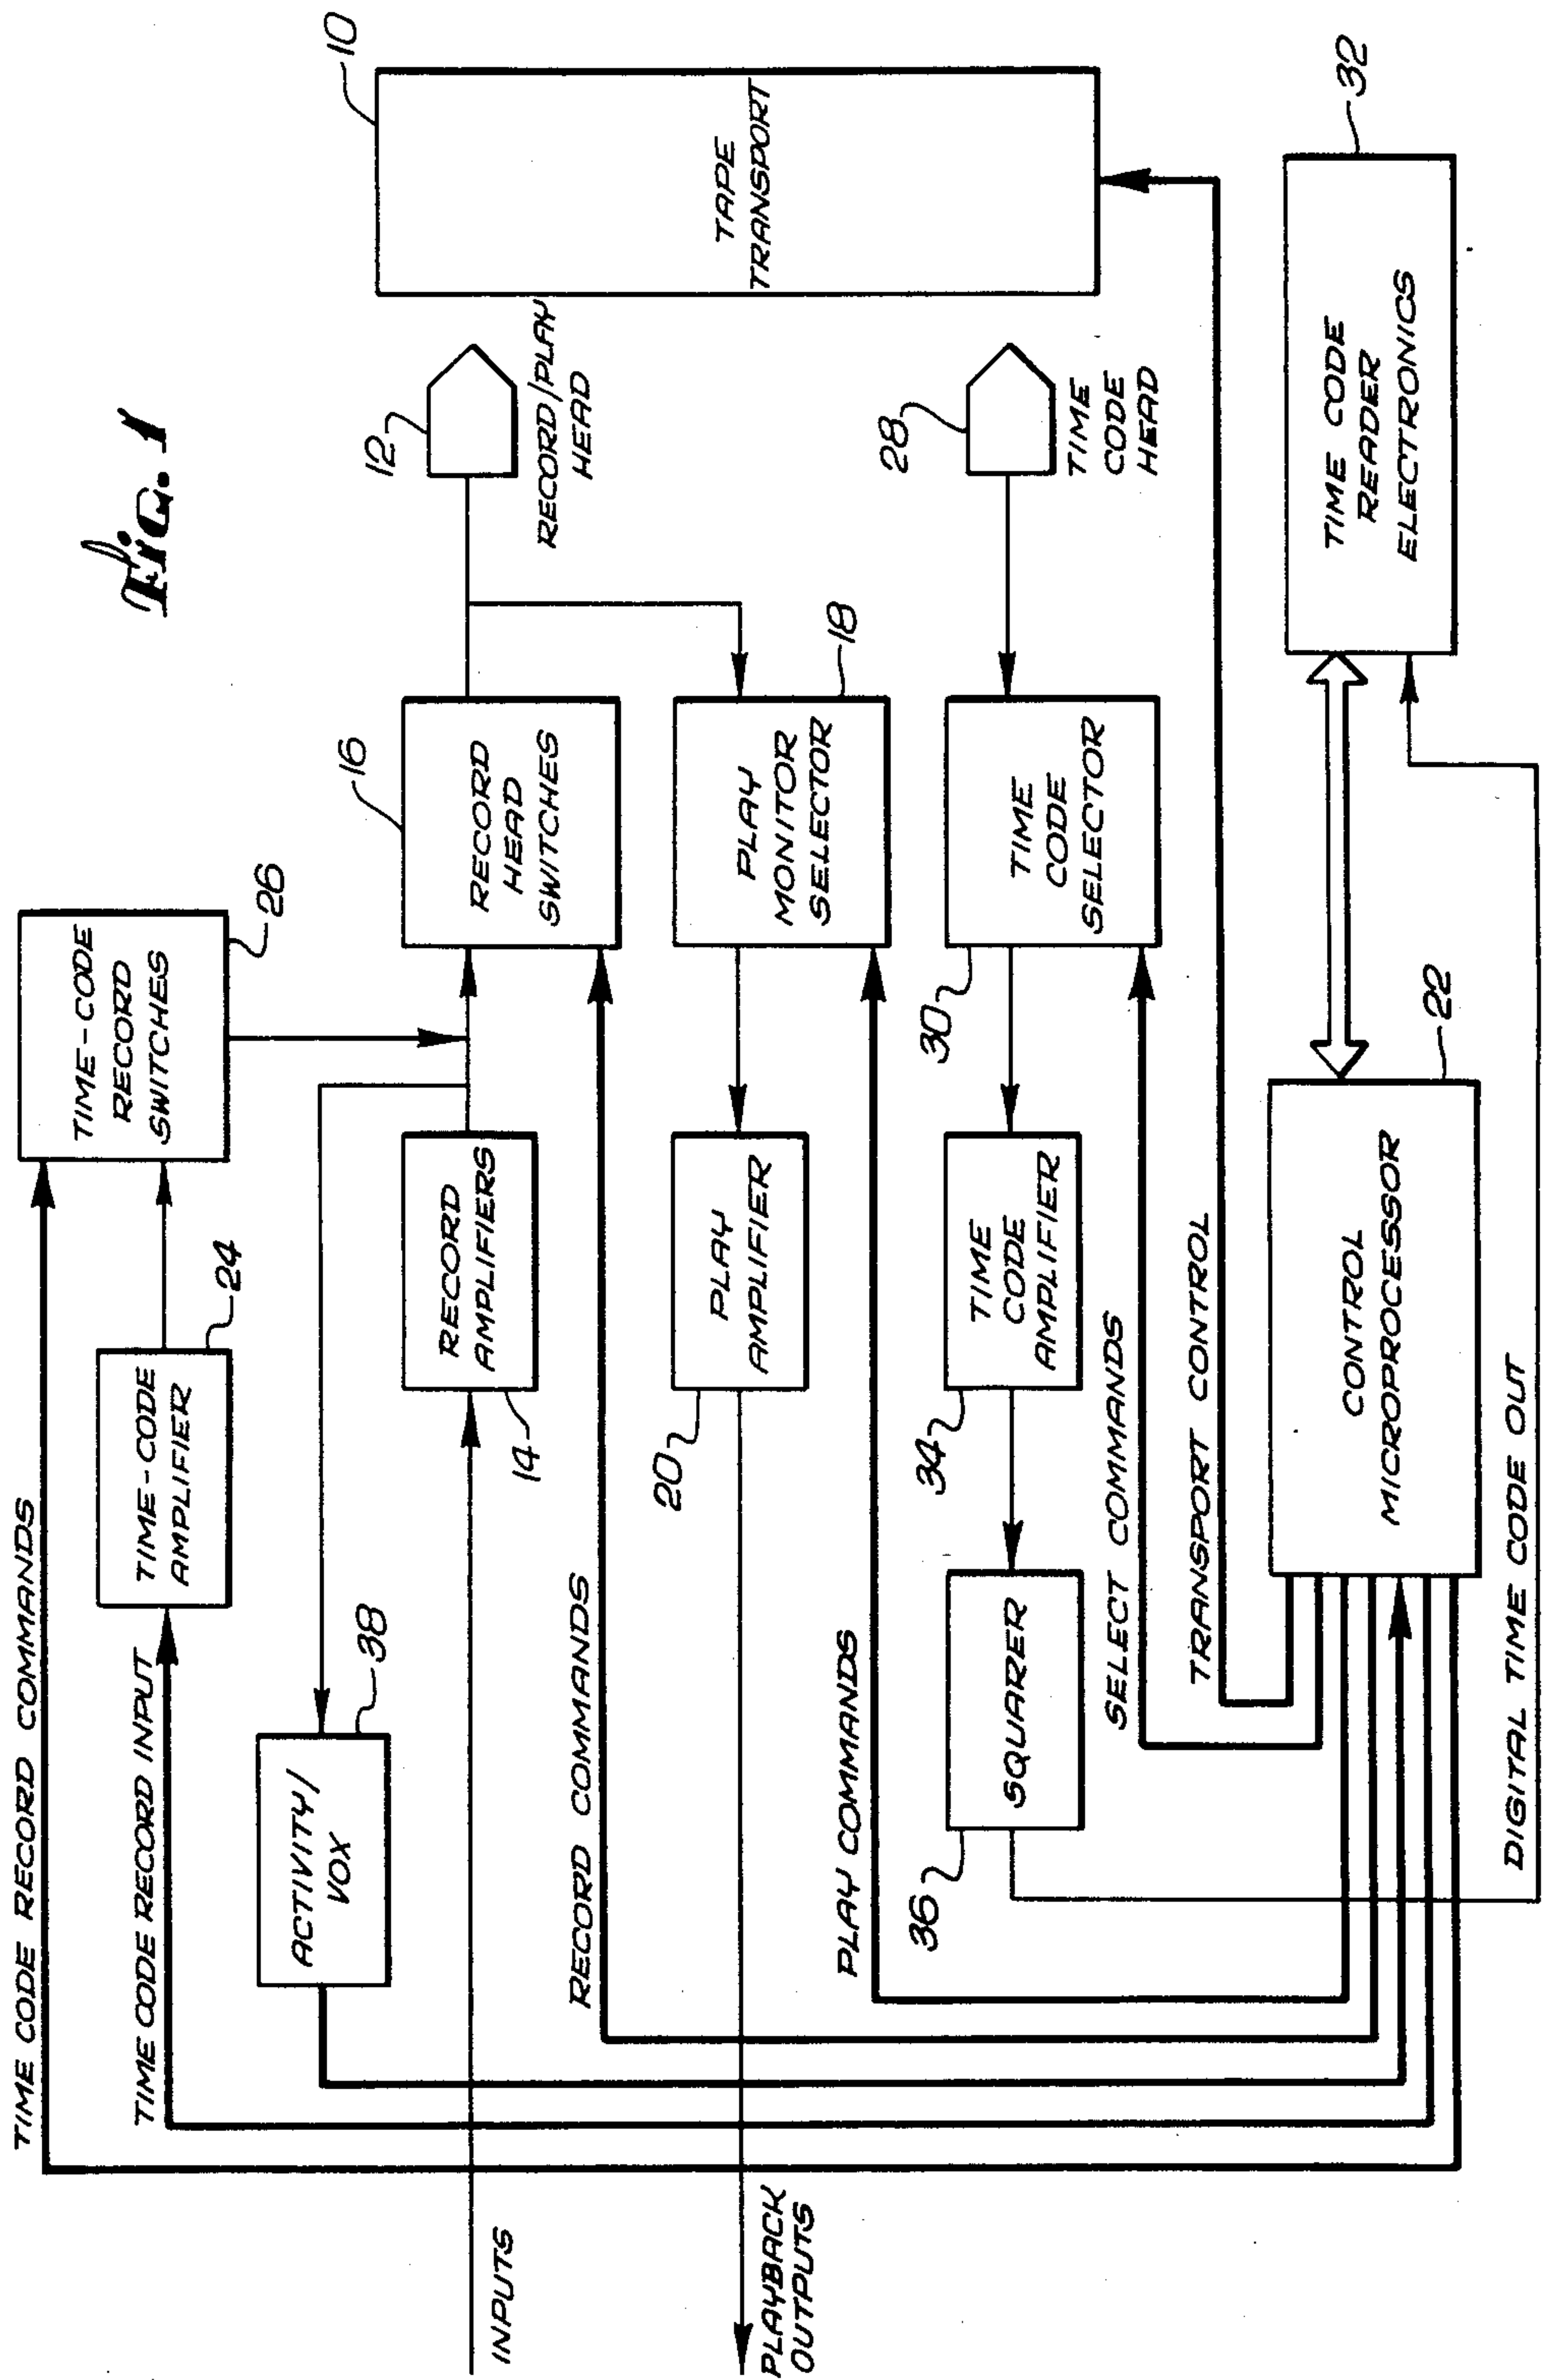 Fig. 1
TIME CODE RECORD COMMANDS
TIME CODE RECORD INPUT
TIME-CODE
AMPLIFIER
24
TIME-CODE
RECORD
SWITCHES
26
ACTIVITY/
VOX
38
INPUTS
RECORD
AMPLIFIERS
14
RECORD
HEAD
SWITCHES
16
12
RECORD/PLAY
HEAD
10
TAPE
TRANSPORT
RECORD COMMANDS
PLAYBACK
OUTPUTS
PLAY
AMPLIFIER
20
PLAY
MONITOR
SELECTOR
18
PLAY COMMANDS
SQUARER
36
TIME
CODE
AMPLIFIER
34
TIME
CODE
SELECTOR
30
28
TIME
CODE
HEAD
SELECT COMMANDS
TRANSPORT CONTROL
CONTROL
MICROPROCESSOR
22
TIME CODE
READER
ELECTRONICS
32
DIGITAL TIME CODE OUT